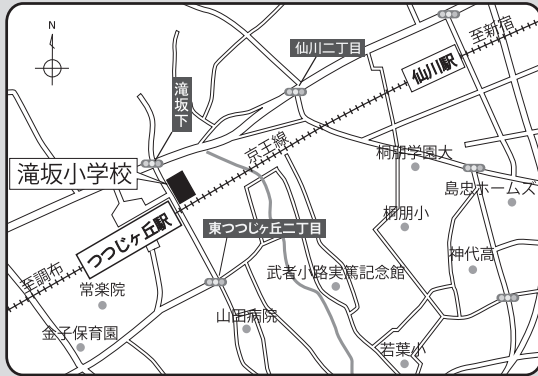 N
至新宿
仙川二丁目
仙川駅
滝坂下
京王線
桐朋学園大
滝坂小学校
島忠ホームズ
桐朋小
つつじヶ丘駅
東つつじヶ丘二丁目
神代高
武者小路実篤記念館
至調布
常楽院
山田病院
金子保育園
若葉小